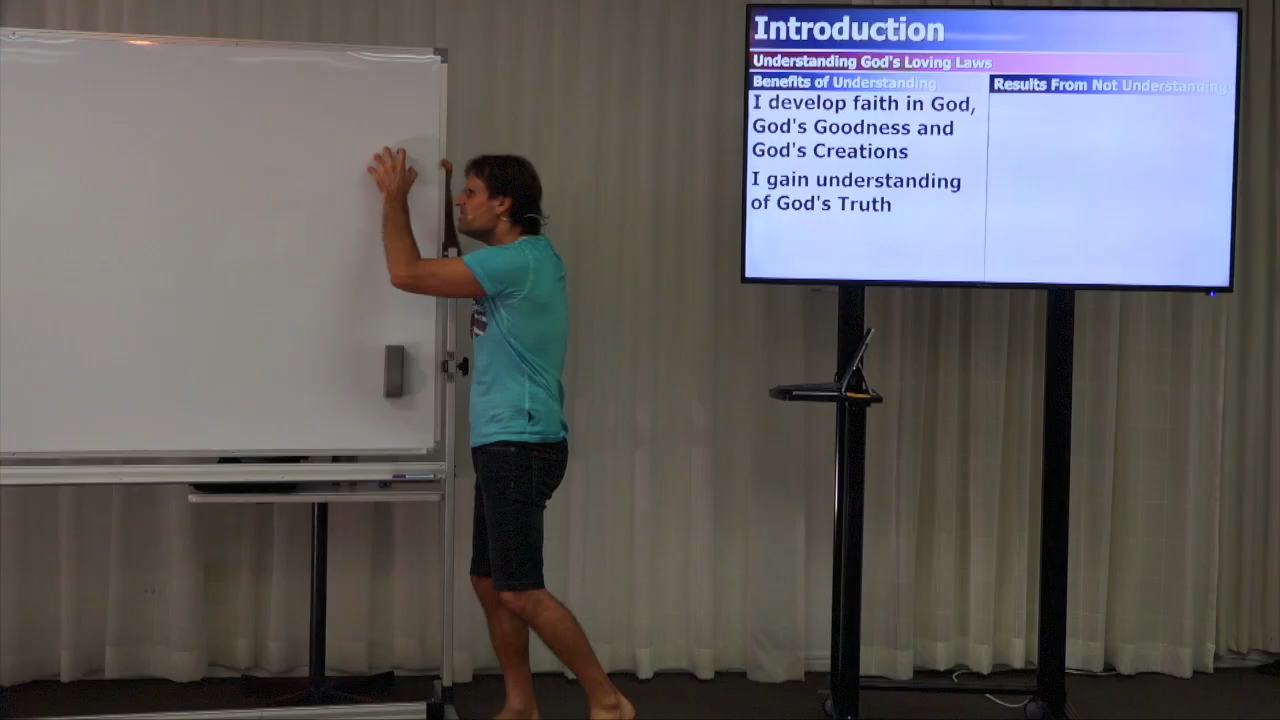 Introduction
Understanding God's Loving Laws
Benefits of Understanding
Results From Not Understanding
I develop faith in God,
God's Goodness and
God's Creations
I gain understanding
of God's Truth